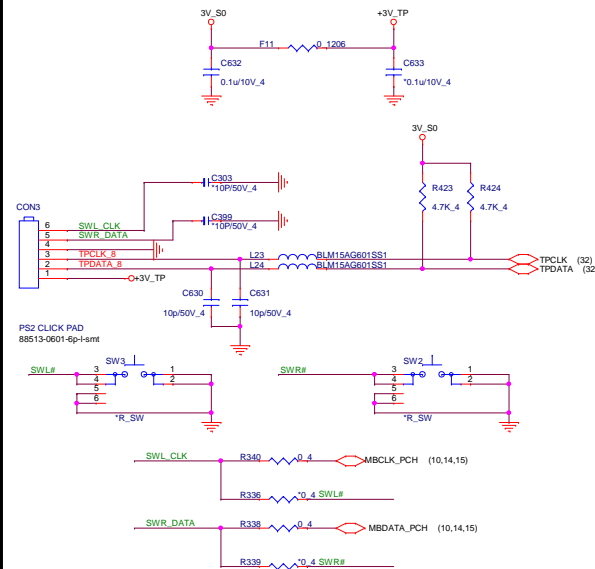 3V_S0 +3V_TP
F11 0_1206
C632 C633
0.1u/10V_4 *0.1u/10V_4
3V_S0
C303
*10P/50V_4
R423 R424
4.7K_4 4.7K_4
CON3
C399
*10P/50V_4
6 SWL_CLK
5 SWR_DATA
4
3 TPCLK_8 L23 BLM15AG601SS1 TPCLK (32)
2 TPDATA_8 L24 BLM15AG601SS1 TPDATA (32
1 +3V_TP
C630 C631
10p/50V_4 10p/50V_4
PS2 CLICK PAD
88513-0601-6p-l-smt
SW3 SW2
SWL# 3 1 SWR# 3 1
4 2 4 2
5 5
6 6
*R_SW *R_SW
SWL_CLK R340 0_4 MBCLK_PCH (10,14,15)
R336 *0_4 SWL#
SWR_DATA R338 0_4 MBDATA_PCH (10,14,15)
R339 *0_4 SWR#